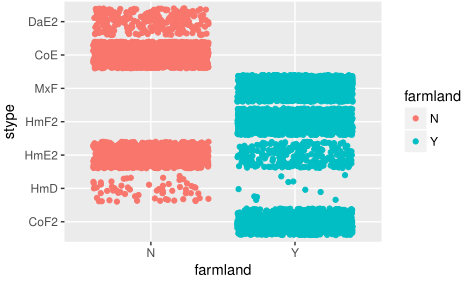 stype
DaE2
CoE
MxF
HmF2
HmE2
HmD
CoF2
N
Y
farmland
farmland
N
Y